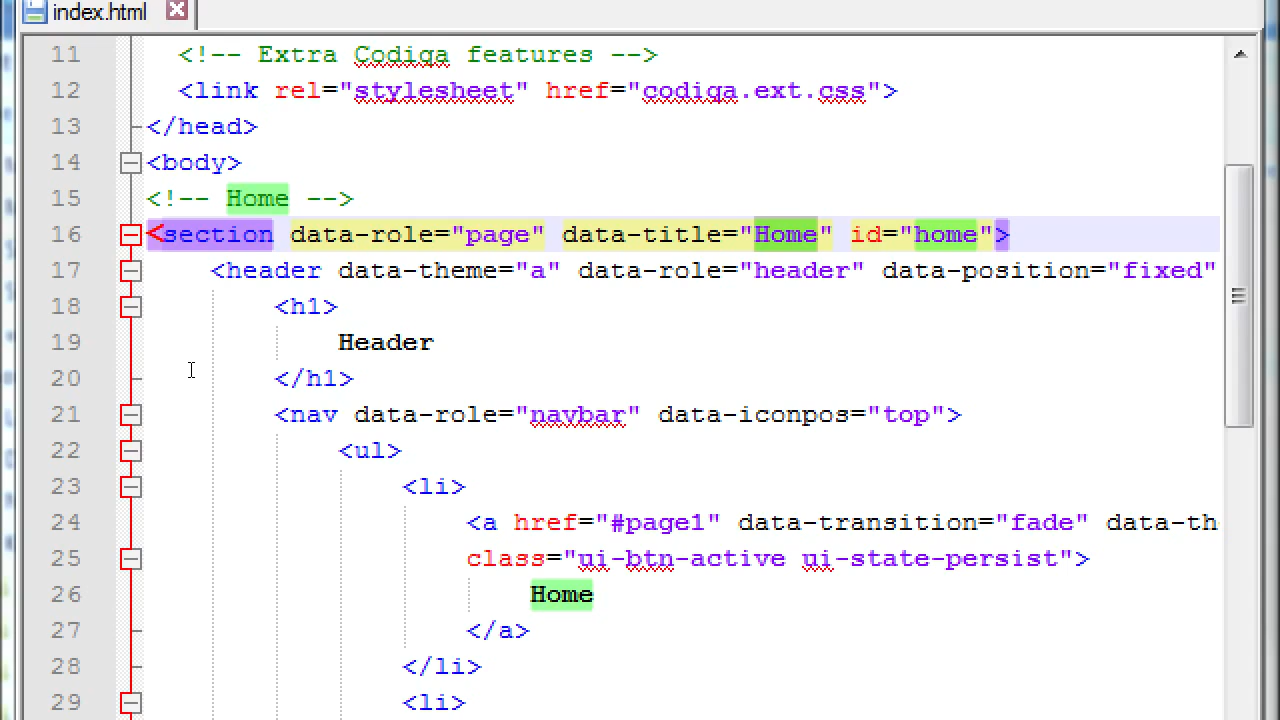 index.html
11 <!-- Extra Codiqa features -->
12 <link rel="stylesheet" href="codiqa.ext.css">
13 </head>
14 <body>
15 <!-- Home -->
16 <section data-role="page" data-title="Home" id="home">
17 <header data-theme="a" data-role="header" data-position="fixed"
18 <h1>
19 Header
20 </h1>
21 <nav data-role="navbar" data-iconpos="top">
22 <ul>
23 <li>
24 <a href="#page1" data-transition="fade" data-th
25 class="ui-btn-active ui-state-persist">
26 Home
27 </a>
28 </li>
29 <li>